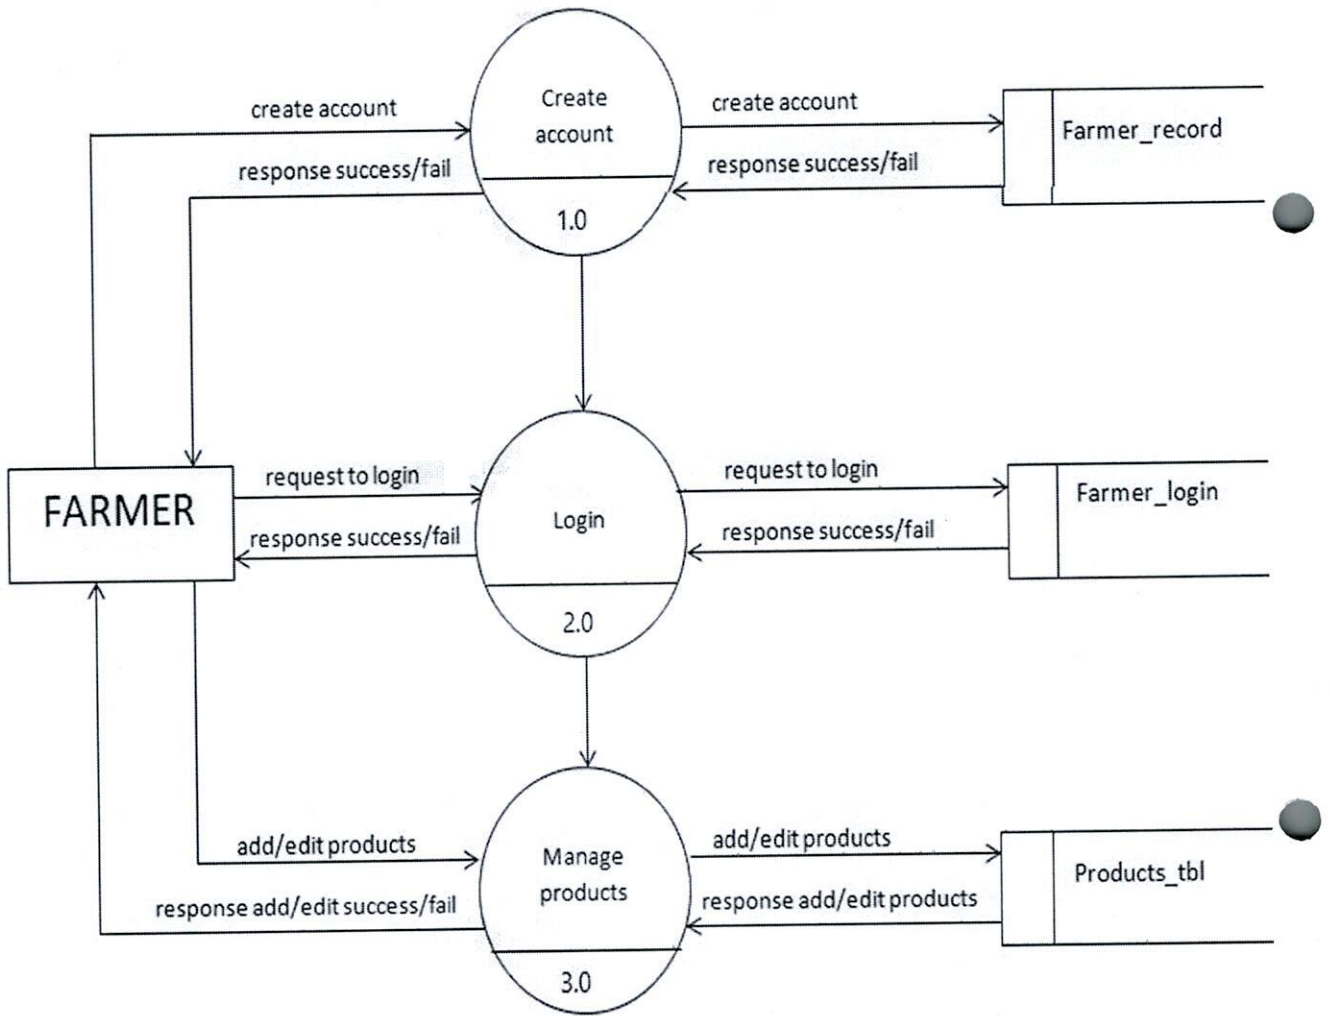 create account
Create
account
create account
Farmer_record
response success/fail
response success/fail
1.0
FARMER
request to login
request to login
Farmer_login
Login
response success/fail
response success/fail
2.0
add/edit products
Manage
products
add/edit products
Products_tbl
response add/edit success/fail
response add/edit products
3.0